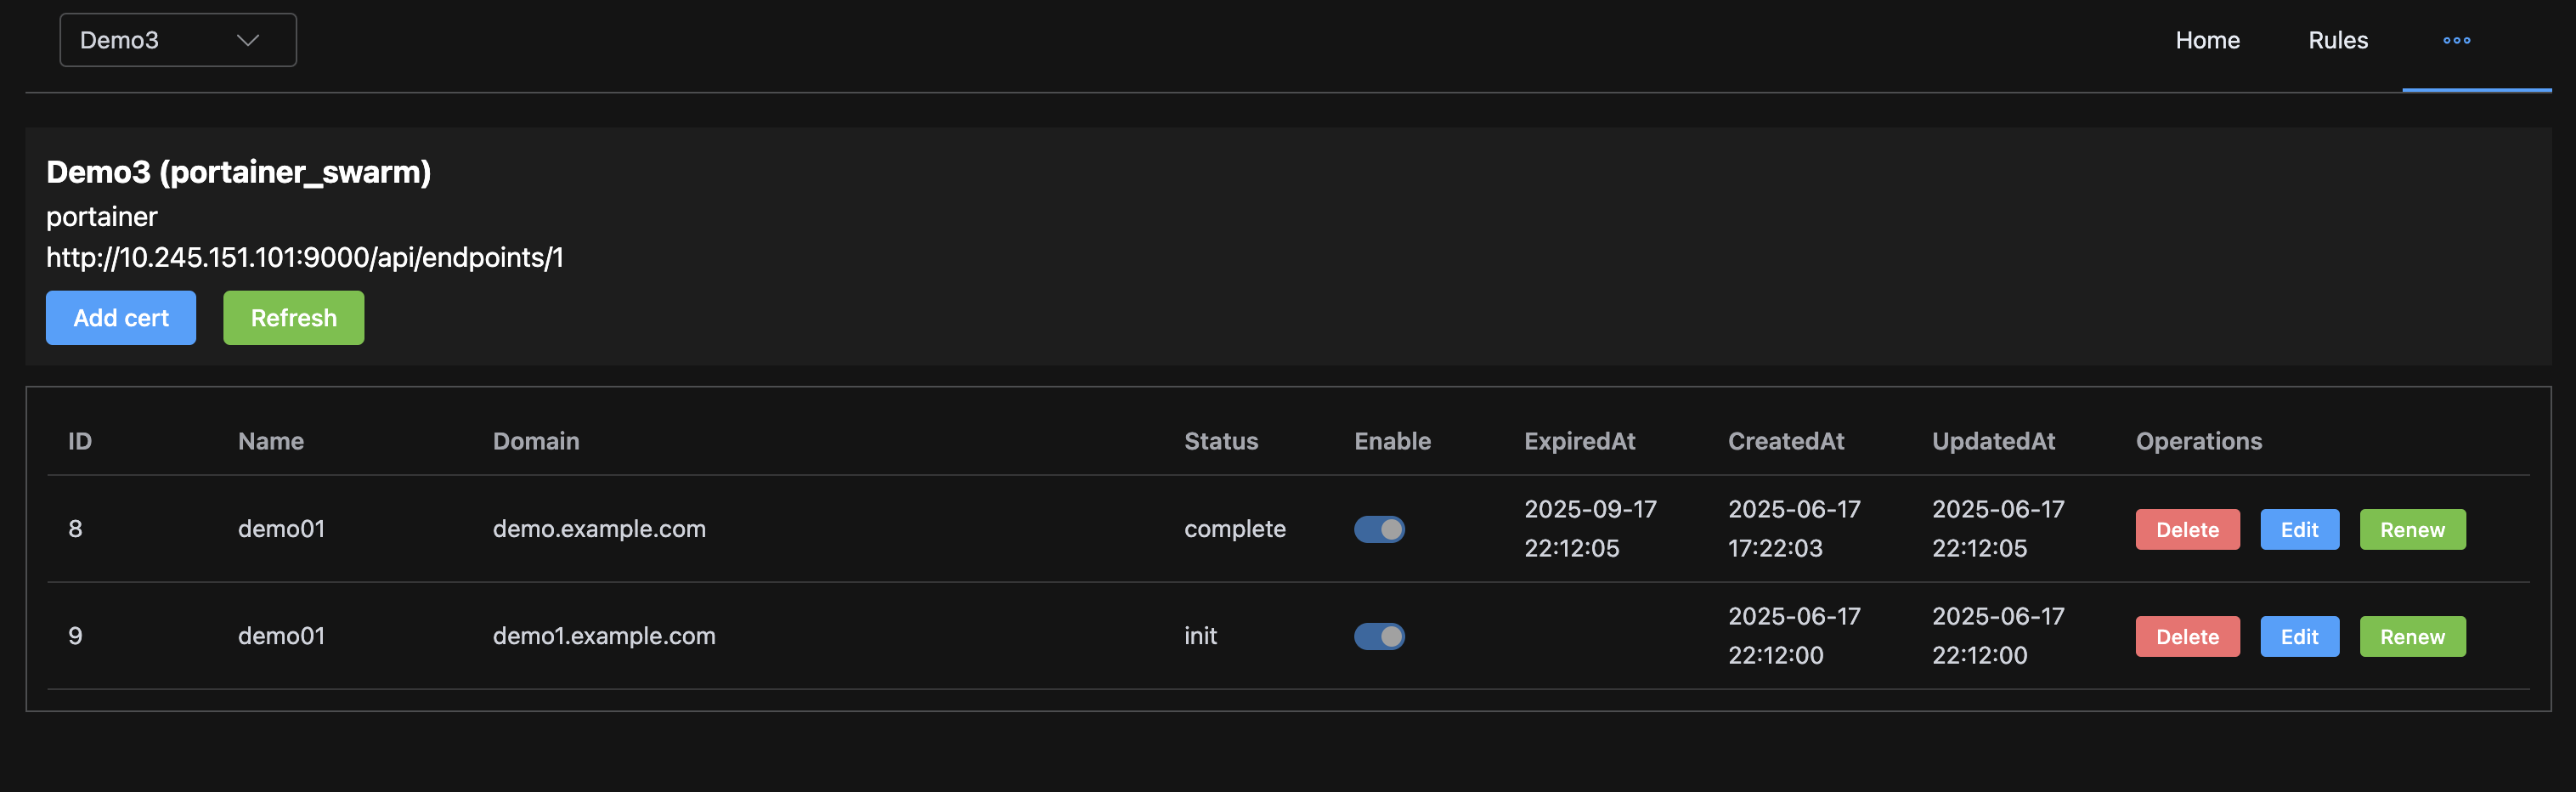 Demo3
Home Rules
Demo3 (portainer_swarm)
portainer
http://10.245.151.101:9000/api/endpoints/1
Add cert Refresh
ID Name Domain Status Enable ExpiredAt CreatedAt UpdatedAt Operations
8 demo01 demo.example.com complete 2025-09-17 22:12:05 2025-06-17 17:22:03 2025-06-17 22:12:05 Delete Edit Renew
9 demo01 demo1.example.com init 2025-06-17 22:12:00 2025-06-17 22:12:00 Delete Edit Renew